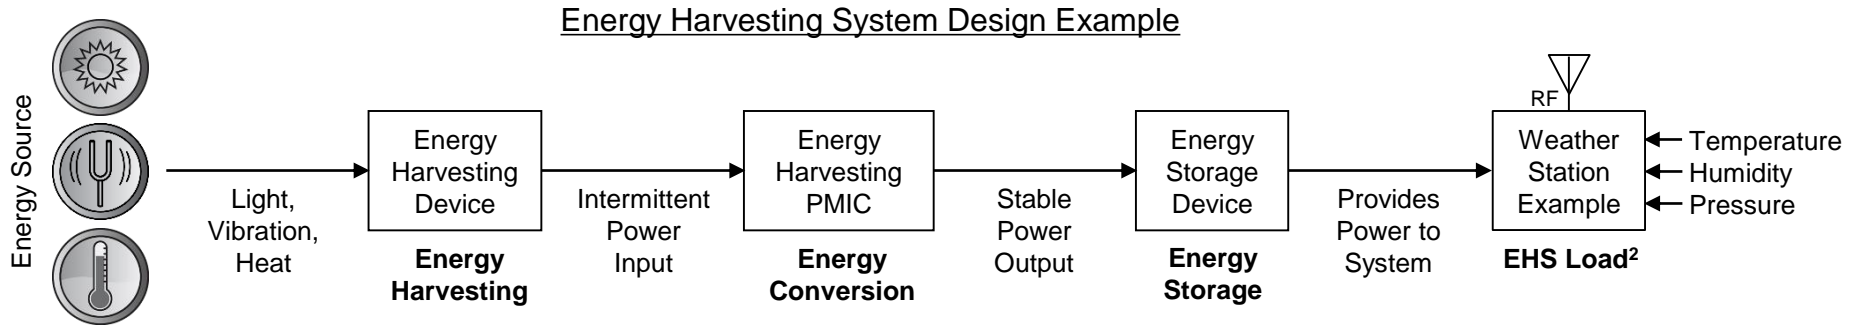 Energy Harvesting System Design Example
Energy Source
Light,
Vibration,
Heat
Energy
Harvesting
Device
Energy
Harvesting
Intermittent
Power
Input
Energy
Harvesting
PMIC
Energy
Conversion
Stable
Power
Output
Energy
Storage
Device
Energy
Storage
Provides
Power to
System
RF
Weather
Station
Example
EHS Load²
Temperature
Humidity
Pressure